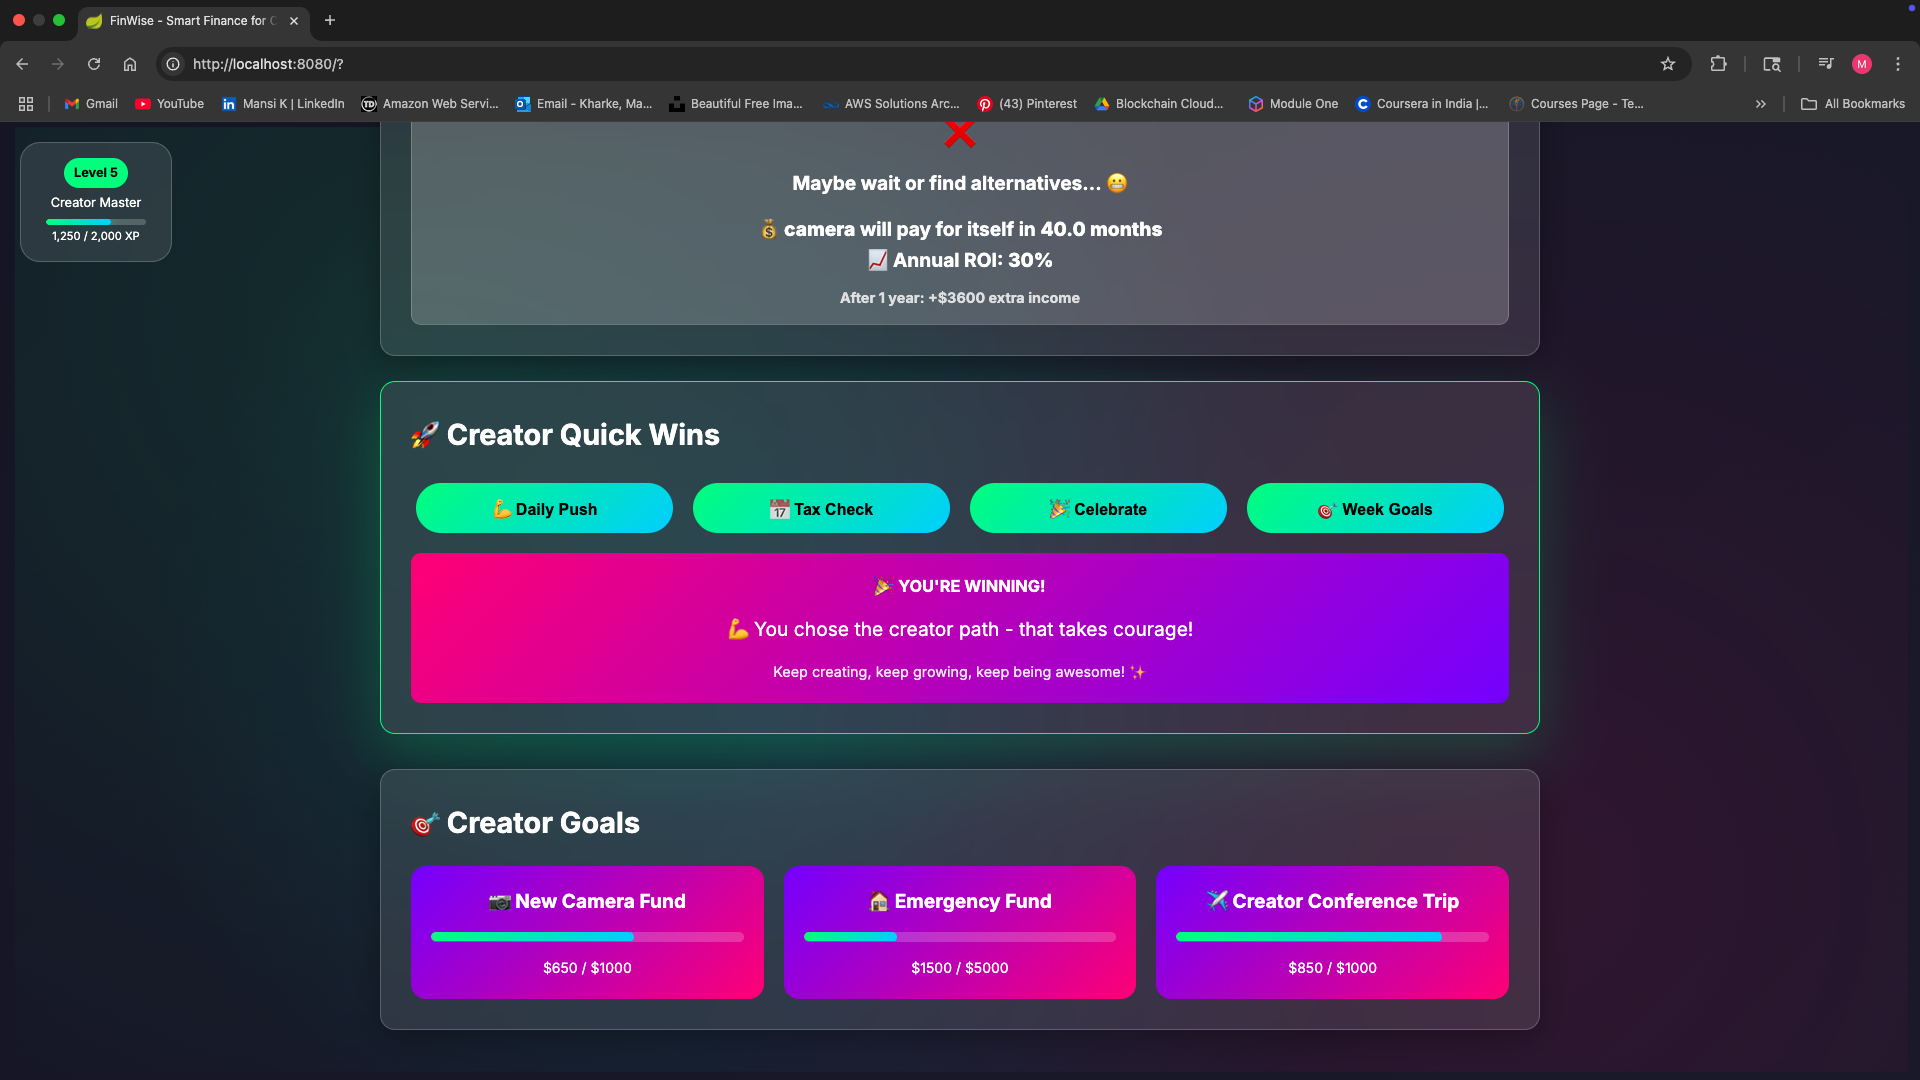 FinWise - Smart Finance for C
http://localhost:8080/?
M
Gmail
YouTube
Mansi K | LinkedIn
Amazon Web Servi...
Email - Kharke, Ma...
Beautiful Free Ima...
AWS Solutions Arc...
(43) Pinterest
Blockchain Cloud...
Module One
Coursera in India |...
Courses Page - Te...
All Bookmarks
Level 5
Creator Master
1,250 / 2,000 XP
❌
Maybe wait or find alternatives... 😬
💰 camera will pay for itself in 40.0 months
📈 Annual ROI: 30%
After 1 year: +$3600 extra income
🚀 Creator Quick Wins
💪 Daily Push
📅 Tax Check
🎉 Celebrate
🎯 Week Goals
🎉 YOU'RE WINNING!
💪 You chose the creator path - that takes courage!
Keep creating, keep growing, keep being awesome! ✨
🎯 Creator Goals
📷 New Camera Fund
$650 / $1000
🏠 Emergency Fund
$1500 / $5000
✈️ Creator Conference Trip
$850 / $1000